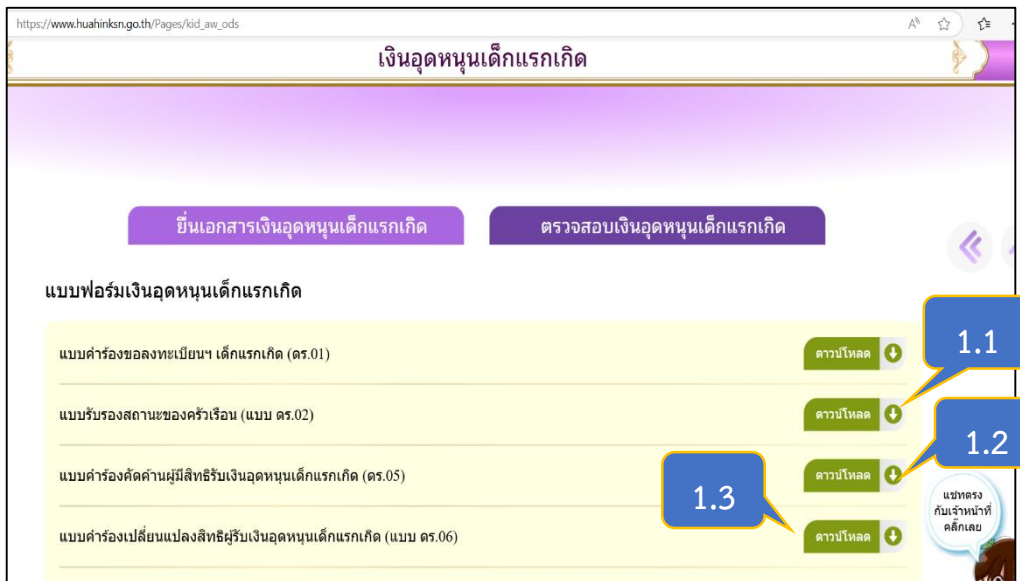 https://www.huahinksn.go.th/Pages/kid_aw_ods
เงินอุดหนุนเด็กแรกเกิด
ยื่นเอกสารเงินอุดหนุนเด็กแรกเกิด
ตรวจสอบเงินอุดหนุนเด็กแรกเกิด
แบบฟอร์มเงินอุดหนุนเด็กแรกเกิด
แบบคำร้องขอลงทะเบียนฯ เด็กแรกเกิด (ดร.01)
ดาวน์โหลด
1.1
แบบรับรองสถานะของครัวเรือน (แบบ ดร.02)
ดาวน์โหลด
1.2
แบบคำร้องคัดค้านผู้มีสิทธิรับเงินอุดหนุนเด็กแรกเกิด (ดร.05)
ดาวน์โหลด
1.3
แบบคำร้องเปลี่ยนแปลงสิทธิผู้รับเงินอุดหนุนเด็กแรกเกิด (แบบ ดร.06)
ดาวน์โหลด
แชทตรง
กับเจ้าหน้าที่
คลิ๊กเลย